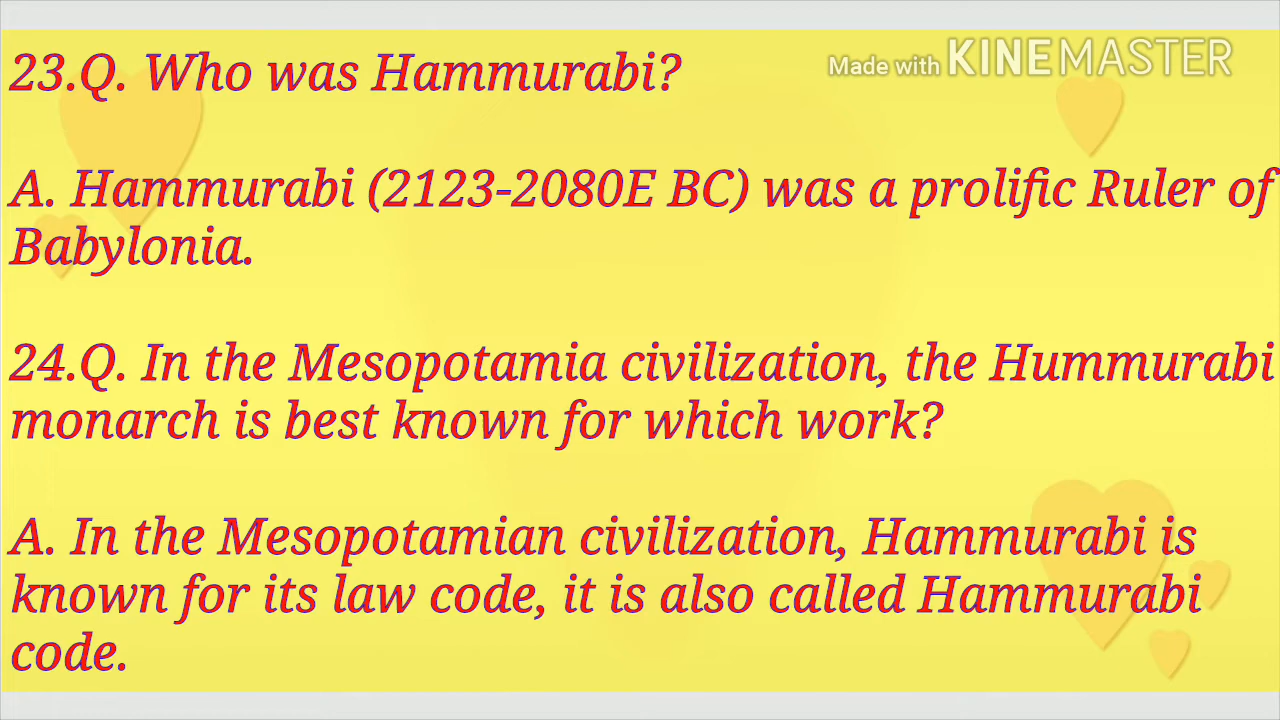 23.Q. Who was Hammurabi?
Made with KINEMASTER
A. Hammurabi (2123-2080E BC) was a prolific Ruler of
Babylonia.
24.Q. In the Mesopotamia civilization, the Hummurabi
monarch is best known for which work?
A. In the Mesopotamian civilization, Hammurabi is
known for its law code, it is also called Hammurabi
code.